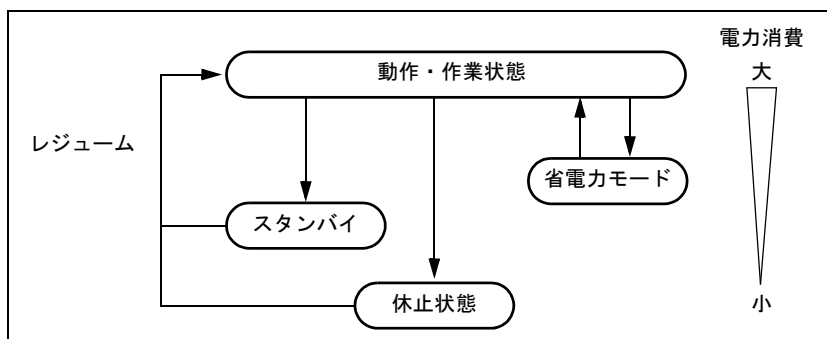 電力消費
動作・作業状態
大
レジューム
省電力モード
スタンバイ
休止状態
小